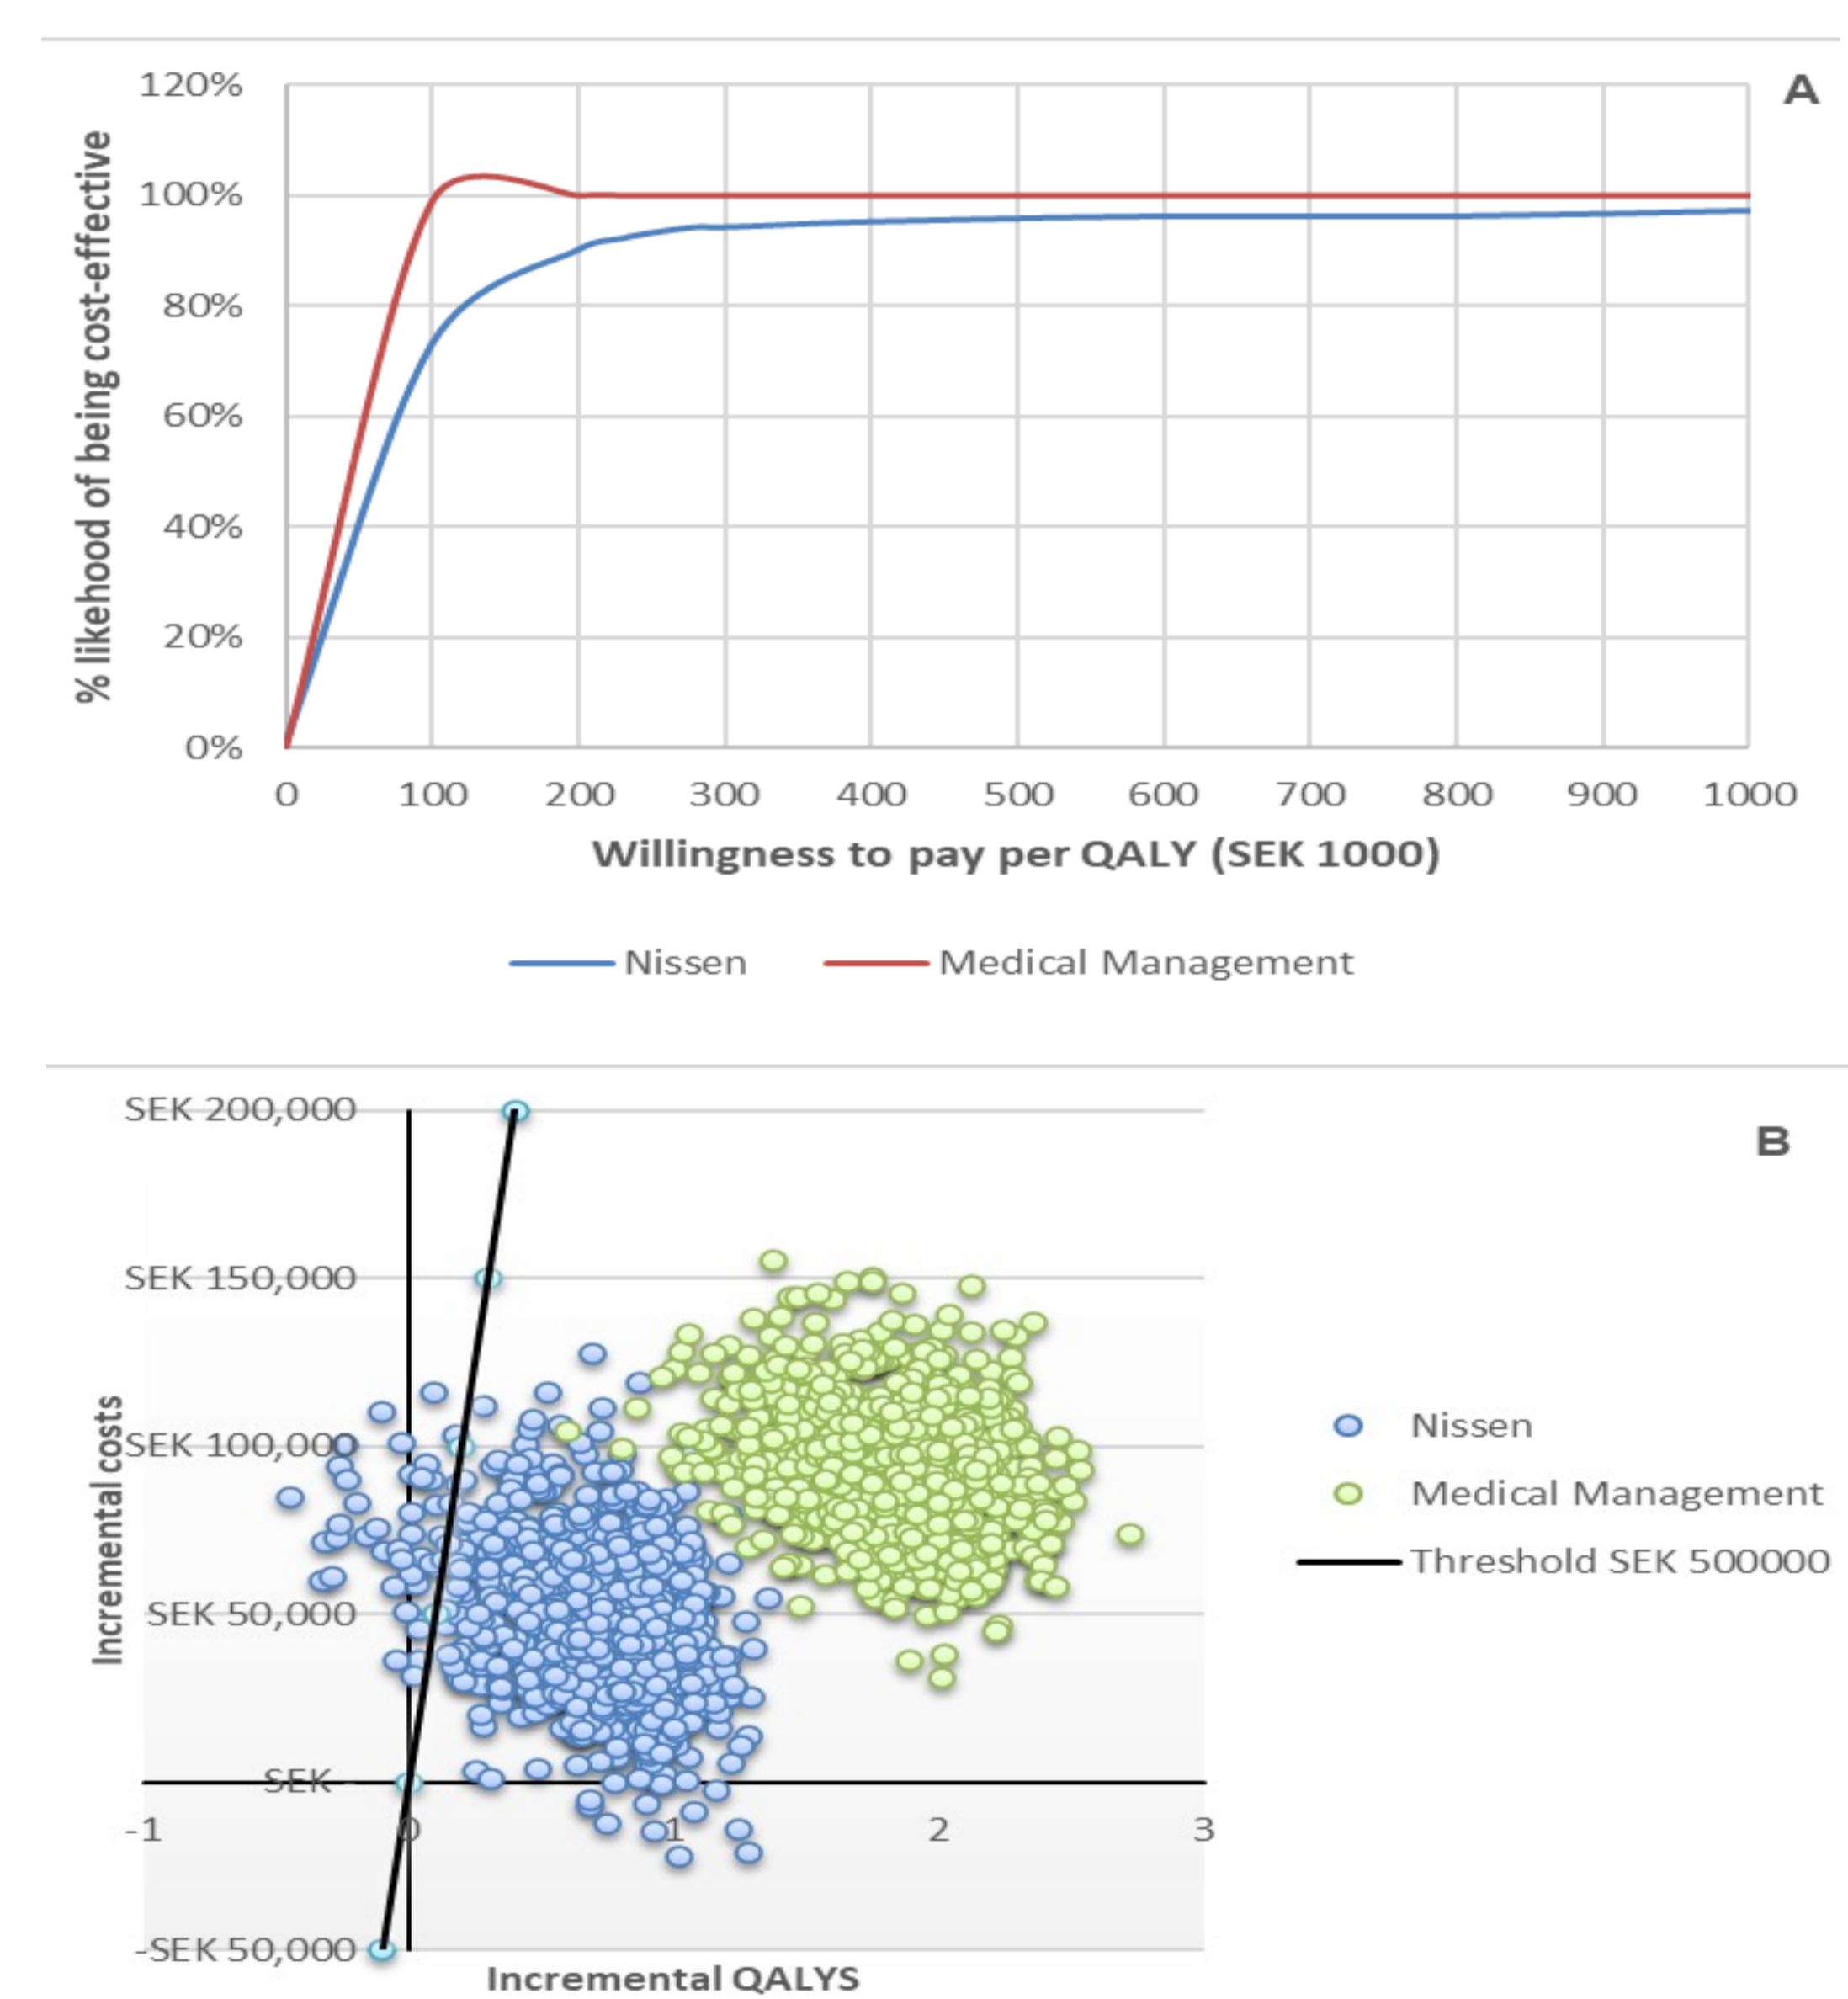 A
120%
100%
80%
60%
40%
20%
0%
% likehood of being cost-effective
0 100 200 300 400 500 600 700 800 900 1000
Willingness to pay per QALY (SEK 1000)
Nissen Medical Management
B
SEK 200,000
SEK 150,000
SEK 100,000
SEK 50,000
SEK -
-SEK 50,000
Incremental costs
-1 0 1 2 3
Incremental QALYS
Nissen
Medical Management
Threshold SEK 500000